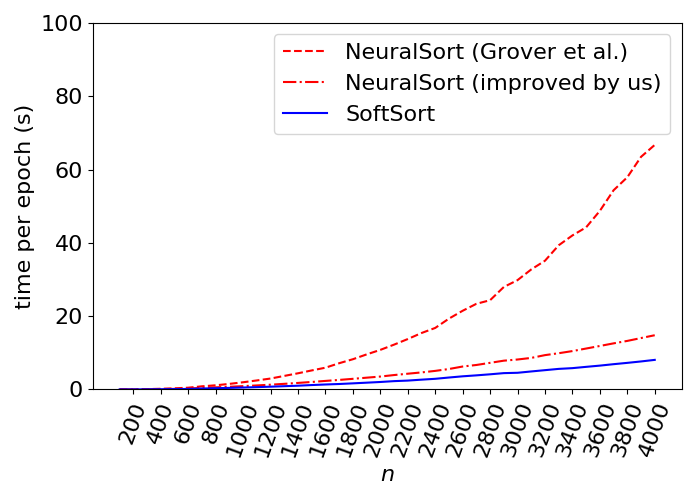 100
80
60
40
20
0
time per epoch (s)
NeuralSort (Grover et al.)
NeuralSort (improved by us)
SoftSort
200 400 600 800 1000 1200 1400 1600 1800 2000 2200 2400 2600 2800 3000 3200 3400 3600 3800 4000
n